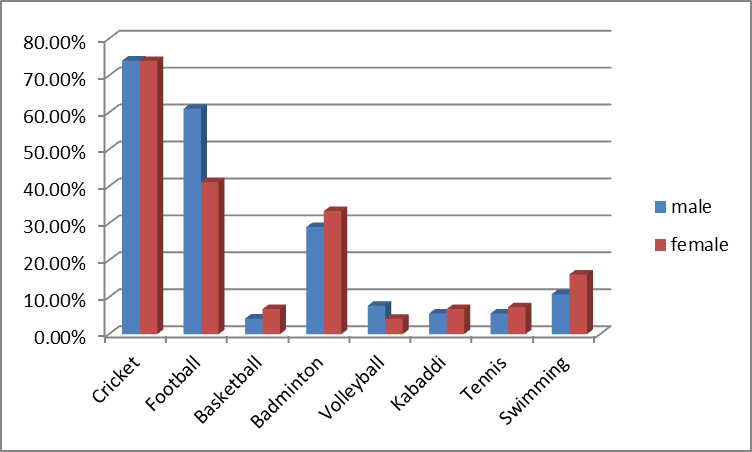 80.00%
70.00%
60.00%
50.00%
40.00%
30.00%
20.00%
10.00%
0.00%
Cricket
Football
Basketball
Badminton
Volleyball
Kabaddi
Tennis
Swimming
male
female